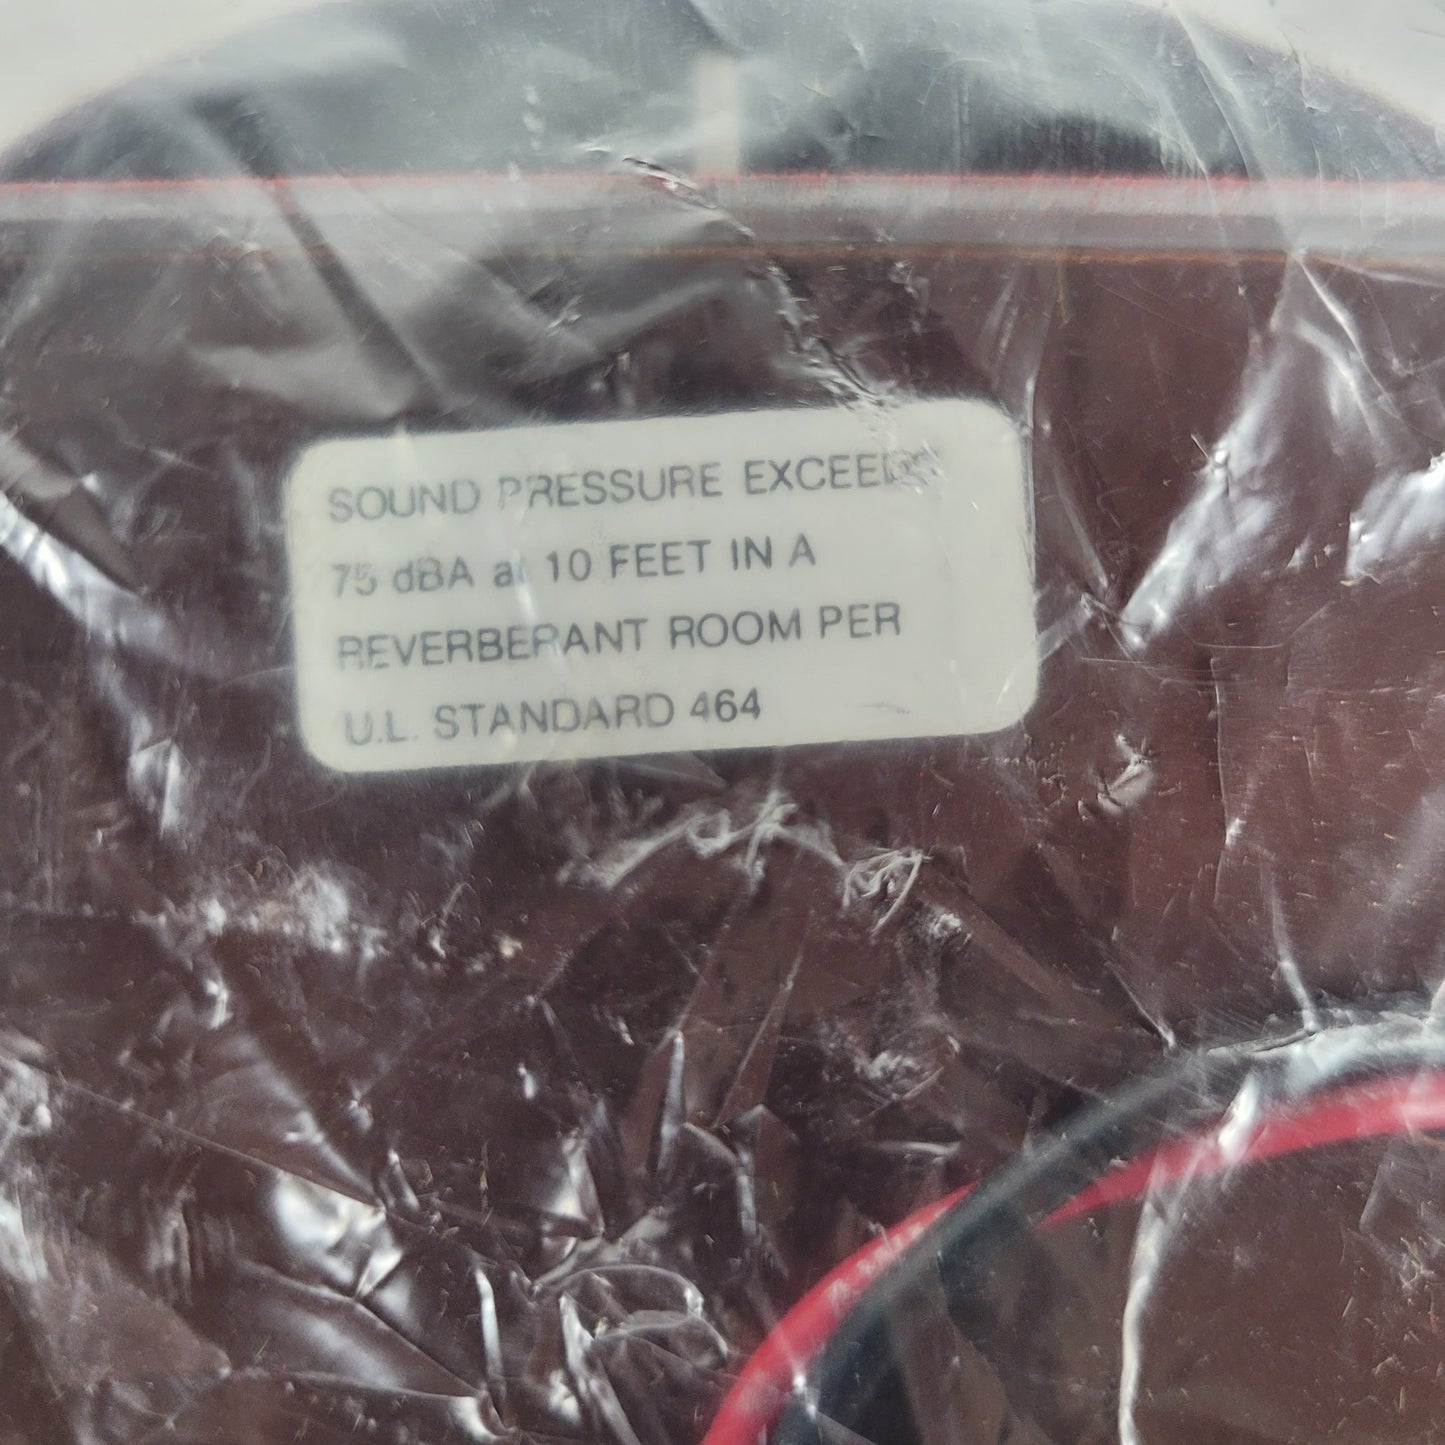 SOUND PRESSURE EXCEEDS
75 dBA at 10 FEET IN A
REVERBERANT ROOM PER
U.L. STANDARD 464